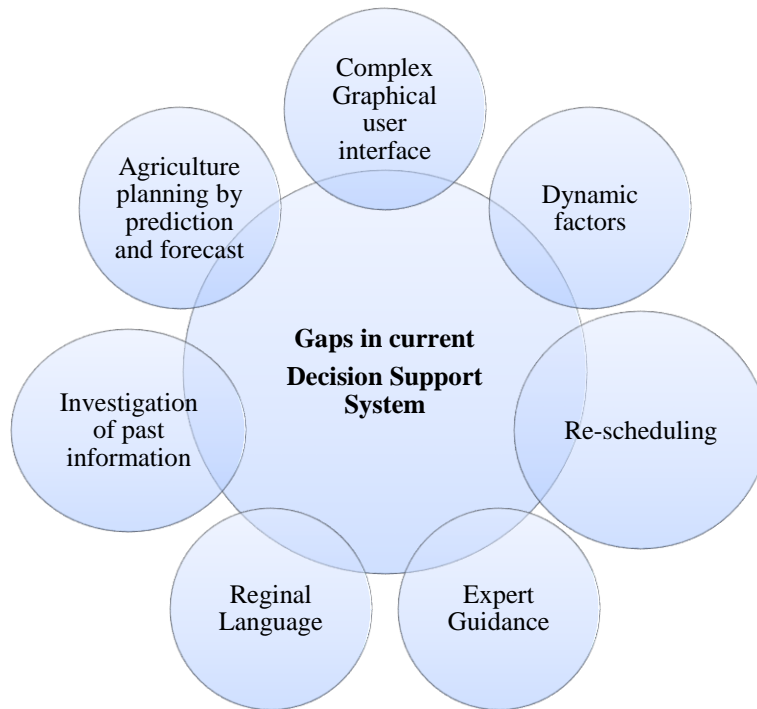 Complex
Graphical
user
interface
Agriculture
planning by
prediction
and forecast
Dynamic
factors
Gaps in current
Decision Support
System
Investigation
of past
information
Re-scheduling
Reginal
Language
Expert
Guidance